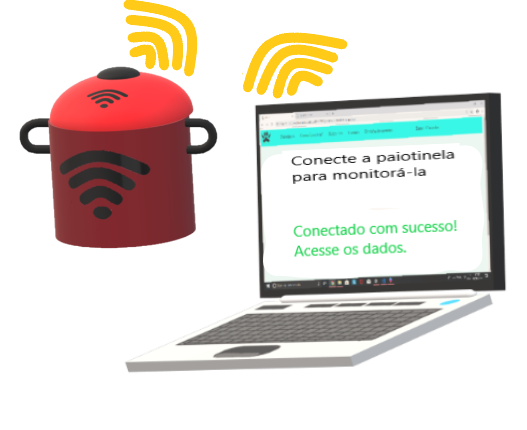 Conecte a paiotinela
para monitorá-la
Conectado com sucesso!
Acesse os dados.